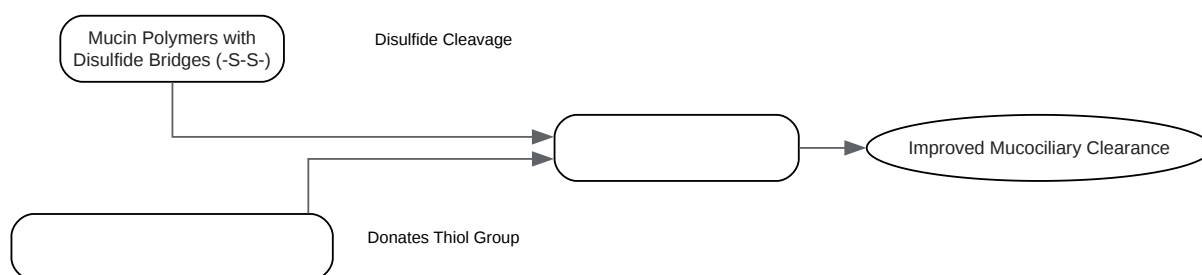 Mucin Polymers with
Disulfide Bridges (-S-S-)
Disulfide Cleavage
Improved Mucociliary Clearance
Donates Thiol Group